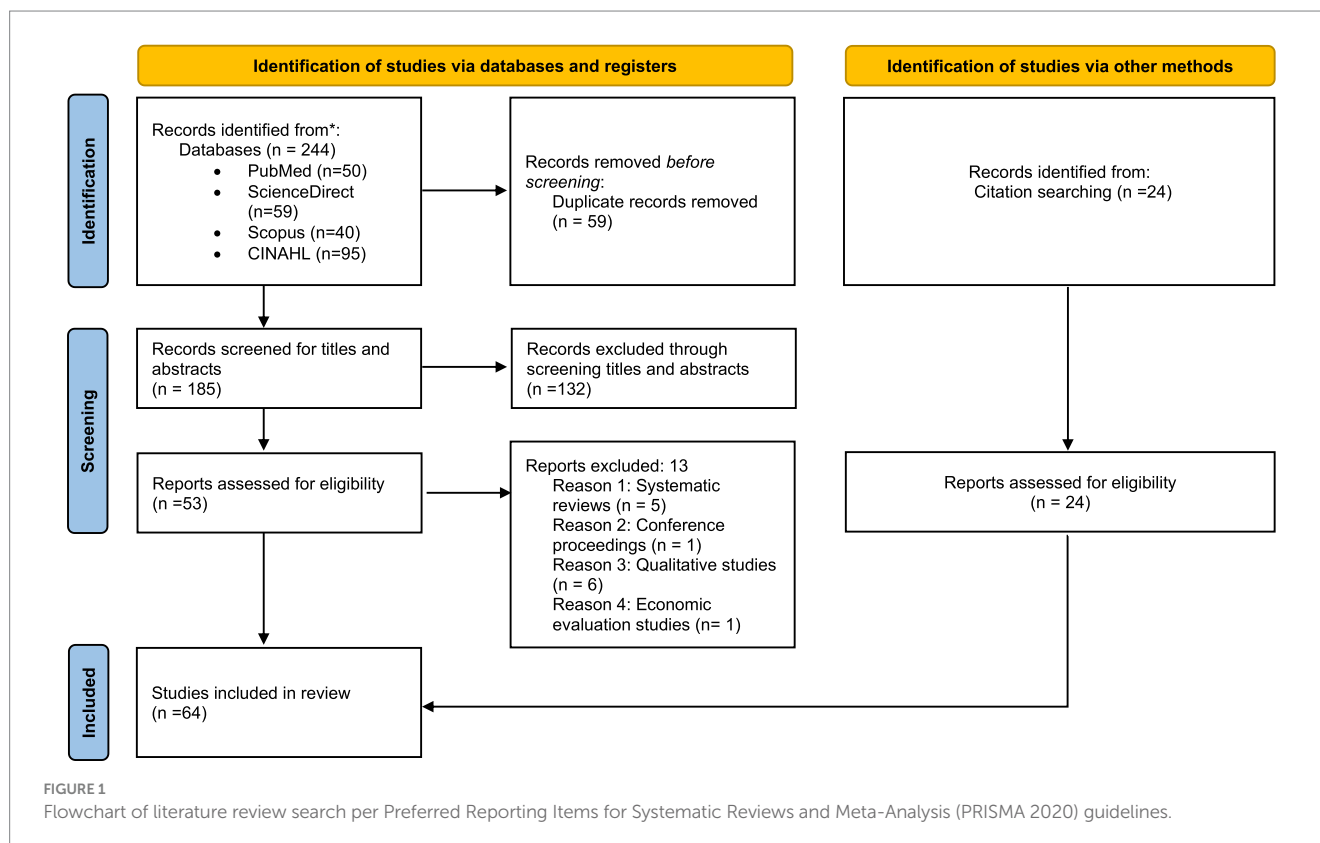 Identification of studies via databases and registers
Identification of studies via other methods
Identification
Records identified from*:
Databases (n = 244)
• PubMed (n=50)
• ScienceDirect
(n=59)
• Scopus (n=40)
• CINAHL (n=95)
Records removed before
screening:
Duplicate records removed
(n = 59)
Records identified from:
Citation searching (n =24)
Screening
Records screened for titles and
abstracts
(n = 185)
Records excluded through
screening titles and abstracts
(n =132)
Reports assessed for eligibility
(n =53)
Reports excluded: 13
Reason 1: Systematic
reviews (n = 5)
Reason 2: Conference
proceedings (n = 1)
Reason 3: Qualitative studies
(n = 6)
Reason 4: Economic
evaluation studies (n= 1)
Reports assessed for eligibility
(n = 24)
Included
Studies included in review
(n =64)
FIGURE 1
Flowchart of literature review search per Preferred Reporting Items for Systematic Reviews and Meta-Analysis (PRISMA 2020) guidelines.